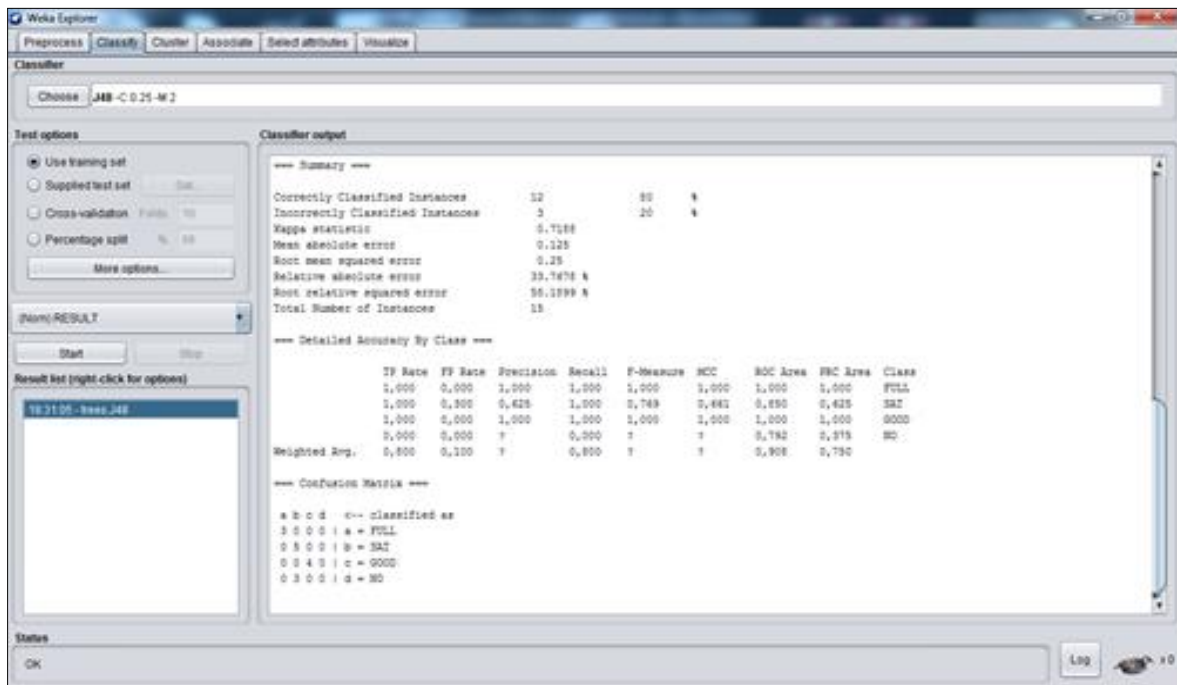 Weka Explorer
Preprocess Classify Cluster Associate Select attributes Visualize
Classifier
Choose J48 -C 0.25 -M 2
Test options
Use training set
Supplied test set Set...
Cross-validation Folds 10
Percentage split %
More options...
(Nom) RESULT
Start Stop
Result list (right-click for options)
18:31:05 - trees.J48
Classifier output
=== Summary ===
Correctly Classified Instances 12 80 %
Incorrectly Classified Instances 3 20 %
Kappa statistic
Mean absolute error 0.125
Root mean squared error 0.25
Relative absolute error
Root relative squared error
Total Number of Instances 15
=== Detailed Accuracy By Class ===
TP Rate FP Rate Precision Recall F-Measure MCC ROC Area PRC Area Class
1,000 0,000 1,000 1,000 1,000 1,000 1,000 1,000 FULL
1,000 0,300 0,625 1,000 0,769 0,661 0,850 0,625 SAT
1,000 0,000 1,000 1,000 1,000 1,000 1,000 1,000 GOOD
0,000 0,000 ? 0,000 ? ? 0,792 0,375 NO
Weighted Avg. 0,800 0,100 ? 0,800 ? ? 0,908 0,750
=== Confusion Matrix ===
a b c d <-- classified as
3 0 0 0 | a = FULL
0 5 0 0 | b = SAT
0 0 4 0 | c = GOOD
0 3 0 0 | d = NO
Status
OK
Log
x 0